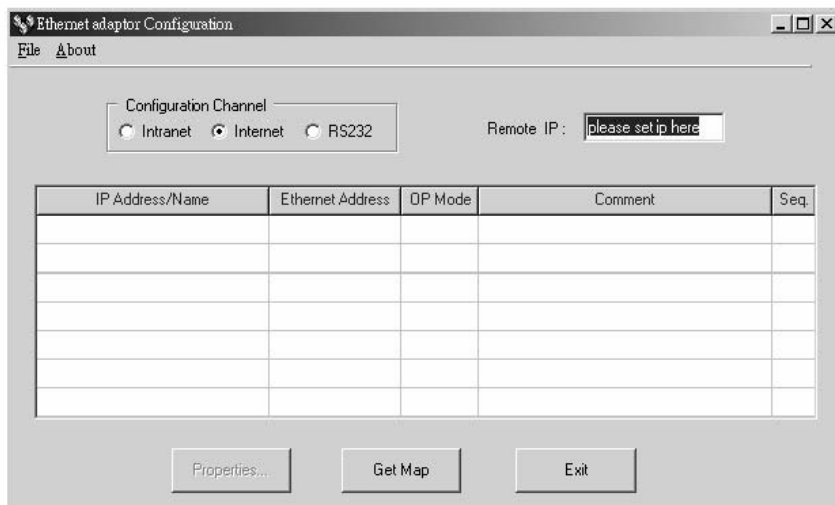 Ethernet adaptor Configuration
File About
Configuration Channel
Intranet Internet RS232
Remote IP : please set ip here
IP Address/Name Ethernet Address OP Mode Comment Seq.
Properties... Get Map Exit